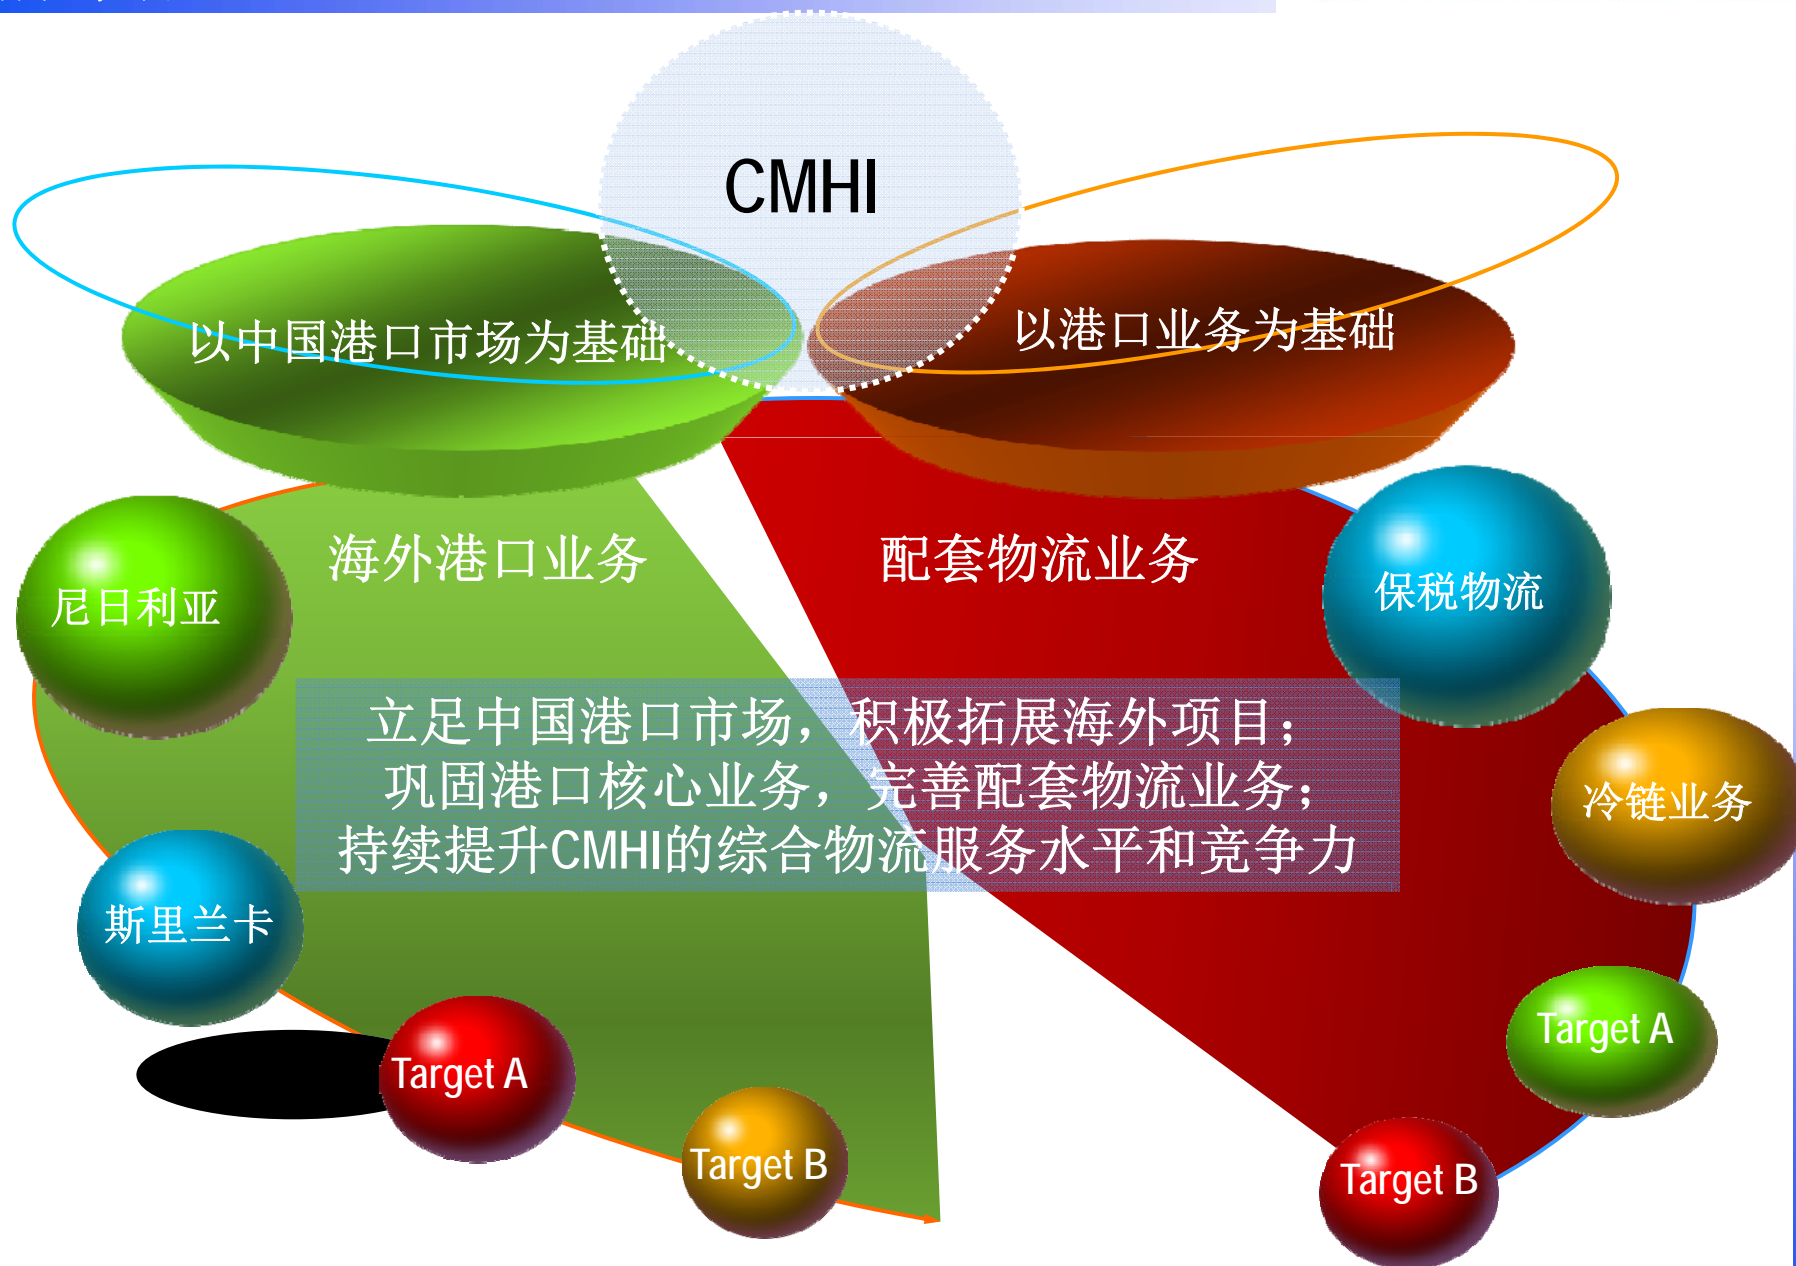 CMHI
以中国港口市场为基础
以港口业务为基础
海外港口业务
配套物流业务
尼日利亚
保税物流
立足中国港口市场，积极拓展海外项目；
巩固港口核心业务，完善配套物流业务；
持续提升CMHI的综合物流服务水平和竞争力
冷链业务
斯里兰卡
Target A
Target A
Target B
Target B